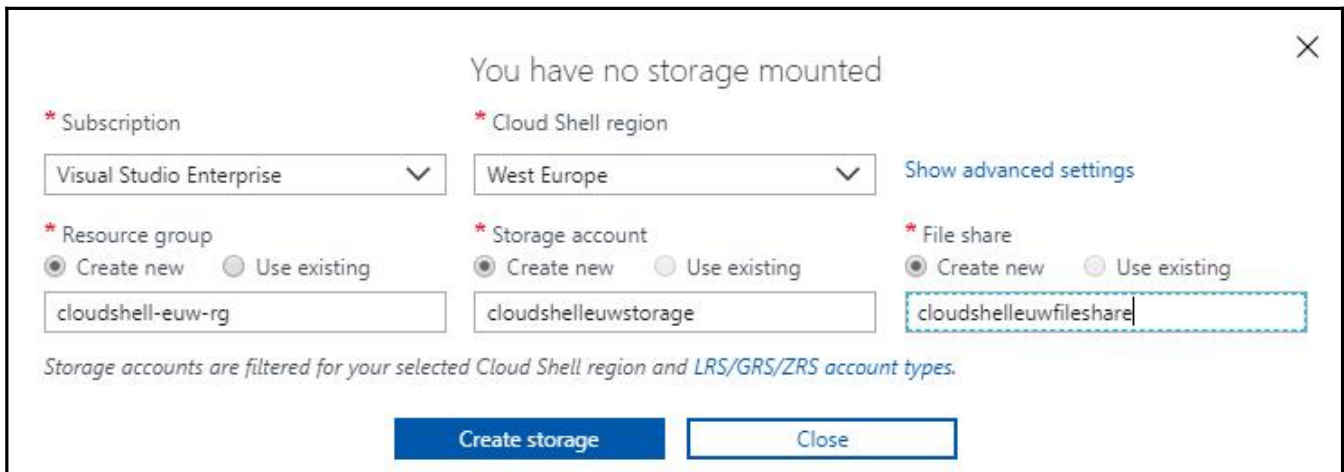 You have no storage mounted
* Subscription
* Cloud Shell region
Visual Studio Enterprise
West Europe
Show advanced settings
* Resource group
* Storage account
* File share
Create new Use existing
Create new Use existing
Create new Use existing
cloudshell-euw-rg
cloudshelleuwstorage
cloudshelleuwfileshare
Storage accounts are filtered for your selected Cloud Shell region and LRS/GRS/ZRS account types.
Create storage
Close